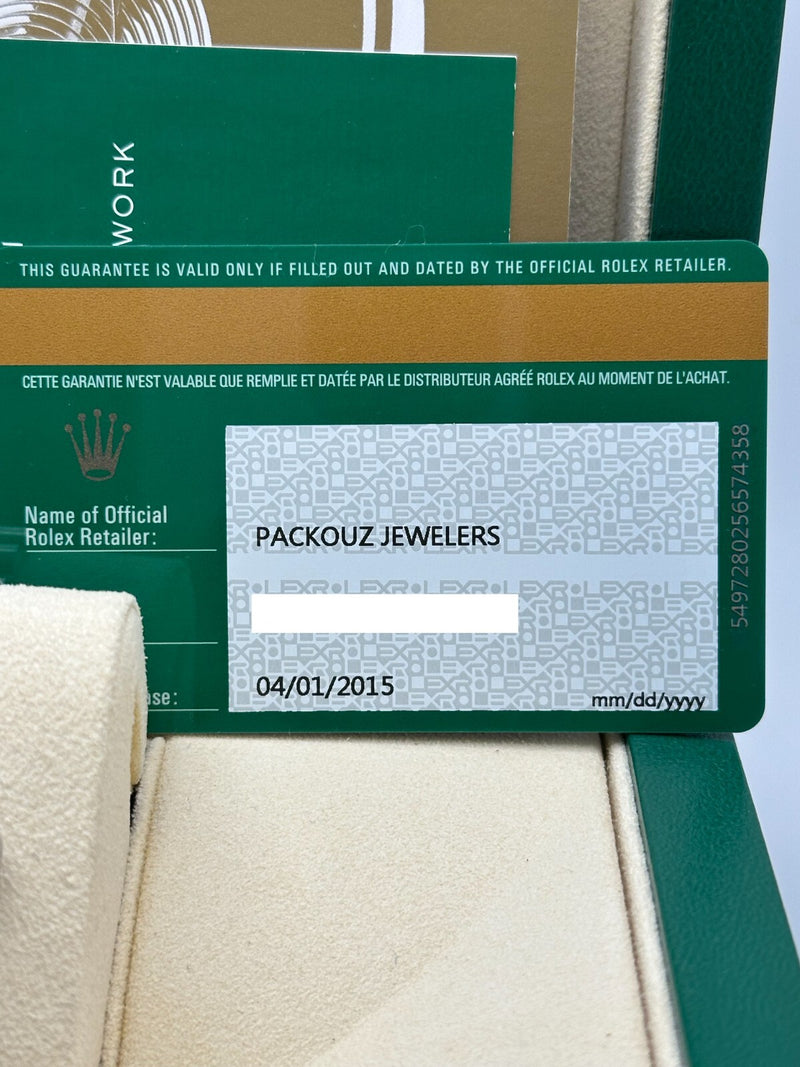 WORK
THIS GUARANTEE IS VALID ONLY IF FILLED OUT AND DATED BY THE OFFICIAL ROLEX RETAILER.
CETTE GARANTIE N'EST VALABLE QUE REMPLIE ET DATÉE PAR LE DISTRIBUTEUR AGRÉÉ ROLEX AU MOMENT DE L'ACHAT.
Name of Official
Rolex Retailer:
PACKOUZ JEWELERS
04/01/2015
mm/dd/yyyy
5497280256574358